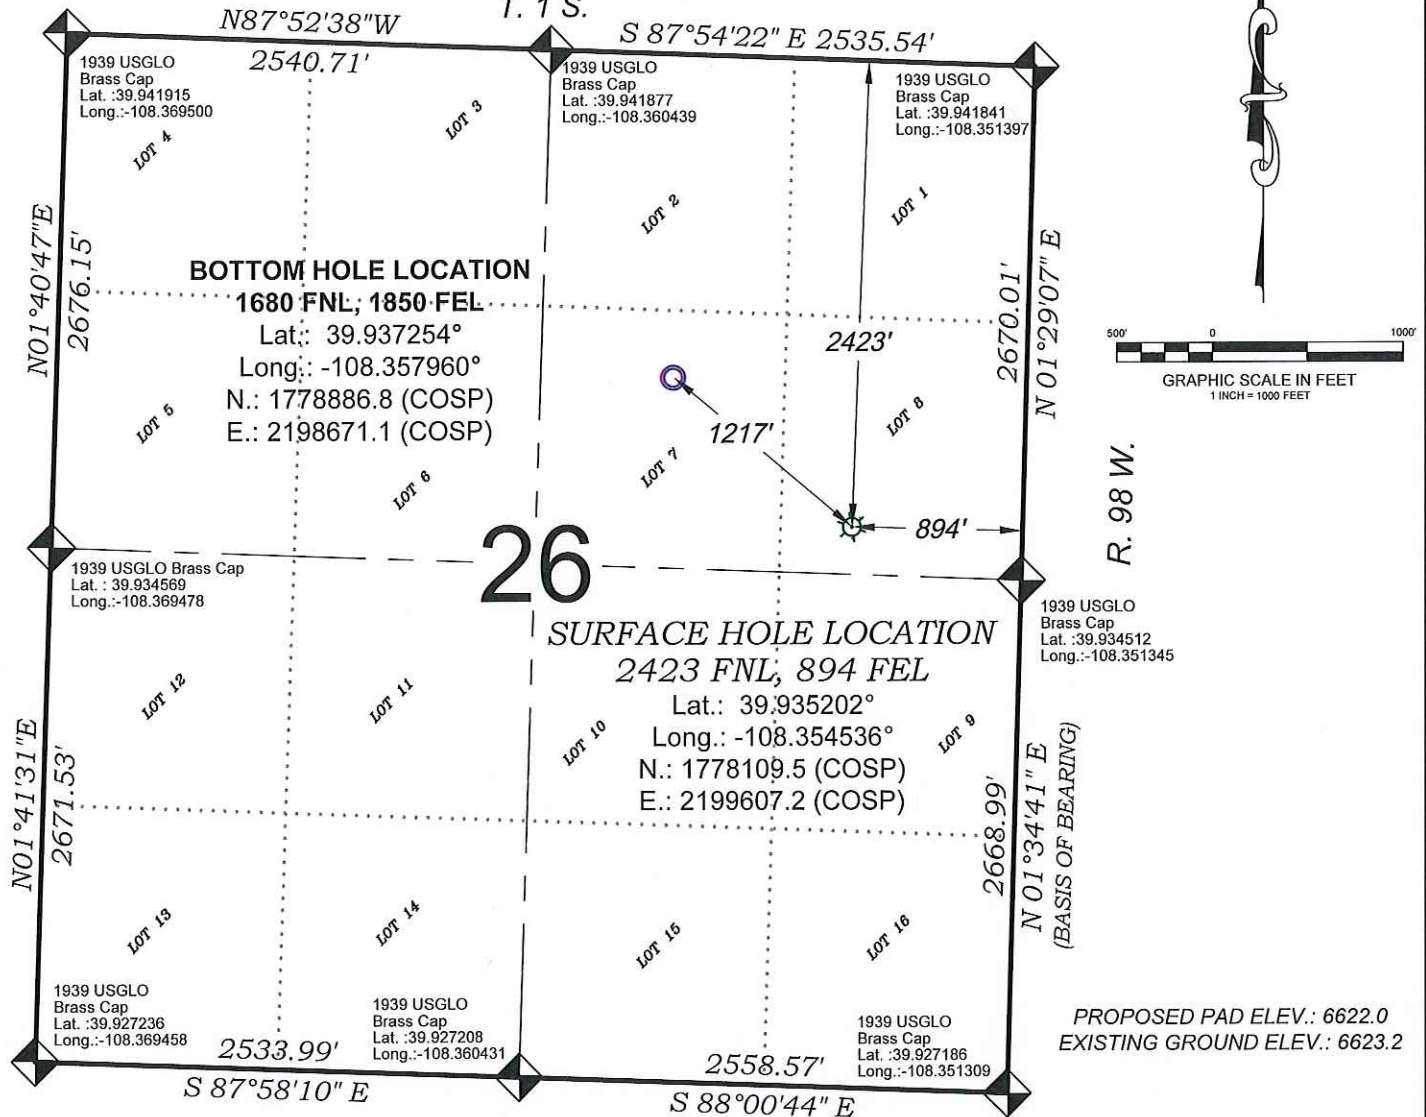 T. 1 S.
N87°52'38"W
2540.71'
S 87°54'22" E 2535.54'
1939 USGLO
Brass Cap
Lat. :39.941915
Long.:-108.369500
1939 USGLO
Brass Cap
Lat. :39.941877
Long.:-108.360439
1939 USGLO
Brass Cap
Lat. :39.941841
Long.:-108.351397
LOT 4
LOT 3
LOT 2
LOT 1
N01°40'47"E
2676.15'
BOTTOM HOLE LOCATION
1680 FNL, 1850 FEL
Lat.: 39.937254°
Long.: -108.357960°
N.: 1778886.8 (COSP)
E.: 2198671.1 (COSP)
2423'
2670.01'
N 01°29'07" E
500'
0
1000'
GRAPHIC SCALE IN FEET
1 INCH = 1000 FEET
LOT 5
LOT 6
LOT 7
LOT 8
1217'
894'
R. 98 W.
26
1939 USGLO Brass Cap
Lat. : 39.934569
Long.:-108.369478
1939 USGLO
Brass Cap
Lat. :39.934512
Long.:-108.351345
SURFACE HOLE LOCATION
2423 FNL, 894 FEL
Lat.: 39.935202°
Long.: -108.354536°
N.: 1778109.5 (COSP)
E.: 2199607.2 (COSP)
LOT 12
LOT 11
LOT 10
LOT 9
N01°41'31"E
2671.53'
2668.99'
N 01°34'41" E
(BASIS OF BEARING)
LOT 13
LOT 14
LOT 15
LOT 16
1939 USGLO
Brass Cap
Lat. :39.927236
Long.:-108.369458
1939 USGLO
Brass Cap
Lat. :39.927208
Long.:-108.360431
1939 USGLO
Brass Cap
Lat. :39.927186
Long.:-108.351309
PROPOSED PAD ELEV.: 6622.0
EXISTING GROUND ELEV.: 6623.2
2533.99'
S 87°58'10" E
2558.57'
S 88°00'44" E